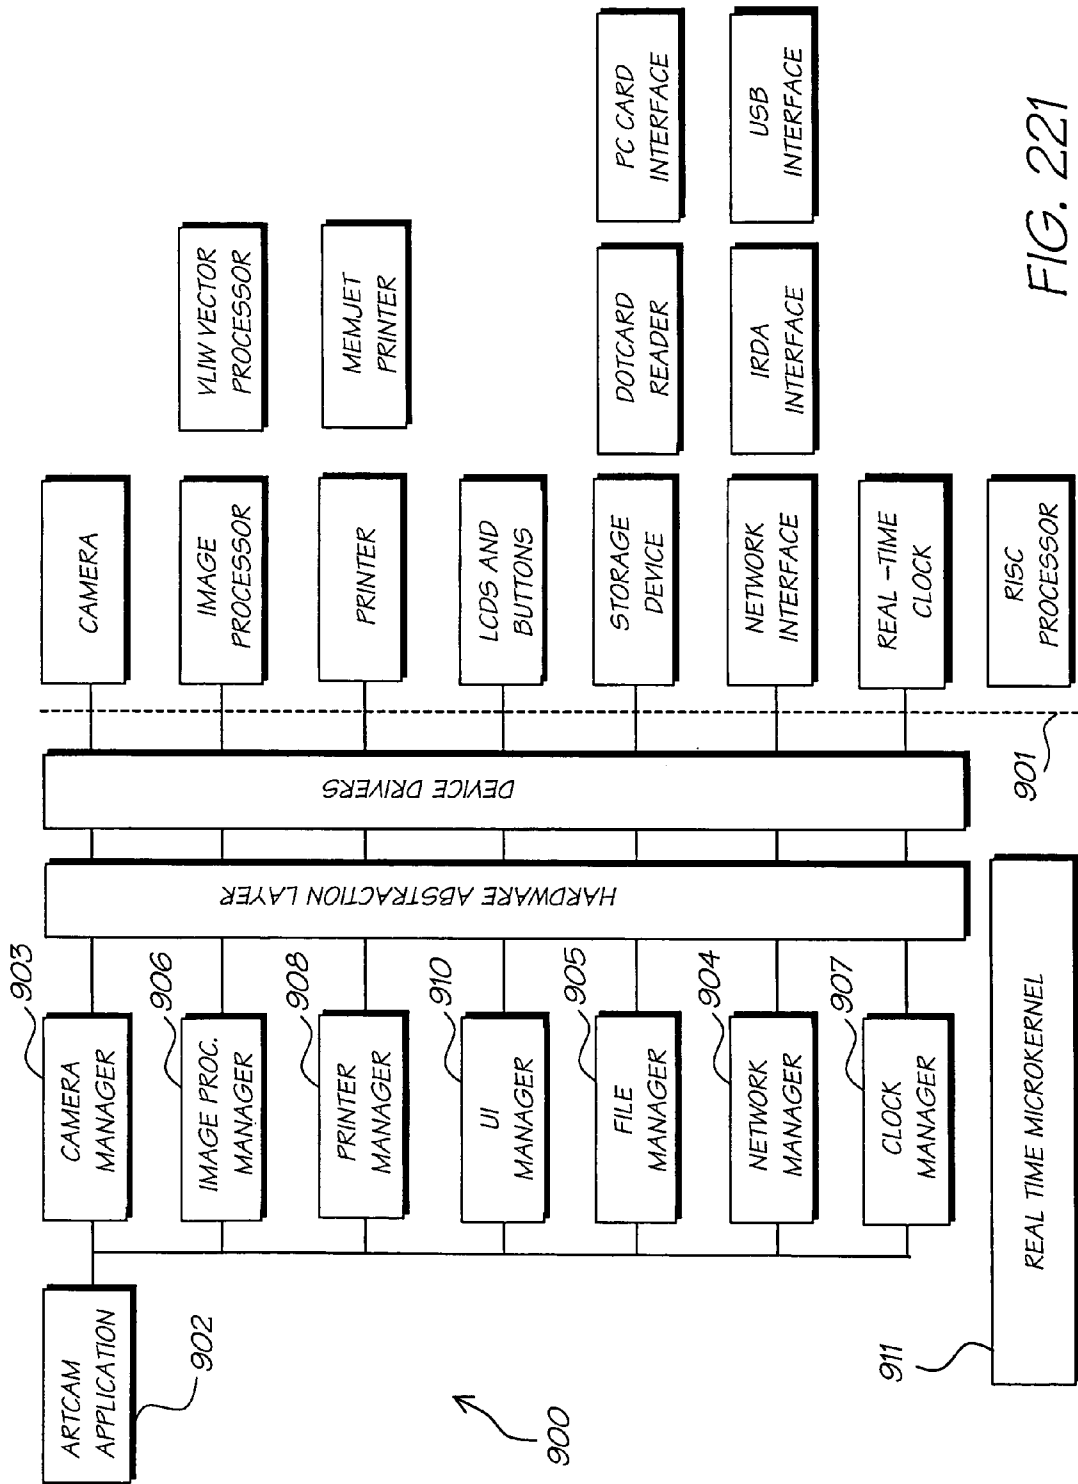 ARTCAM
APPLICATION
902
900
CAMERA
MANAGER
903
IMAGE PROC.
MANAGER
906
PRINTER
MANAGER
908
UI
MANAGER
910
FILE
MANAGER
905
NETWORK
MANAGER
904
CLOCK
MANAGER
907
REAL TIME MICROKERNEL
911
HARDWARE ABSTRACTION LAYER
DEVICE DRIVERS
901
CAMERA
IMAGE
PROCESSOR
VLIW VECTOR
PROCESSOR
PRINTER
MEMJET
PRINTER
LCDS AND
BUTTONS
STORAGE
DEVICE
DOTCARD
READER
PC CARD
INTERFACE
NETWORK
INTERFACE
IRDA
INTERFACE
USB
INTERFACE
REAL-TIME
CLOCK
RISC
PROCESSOR
FIG. 221